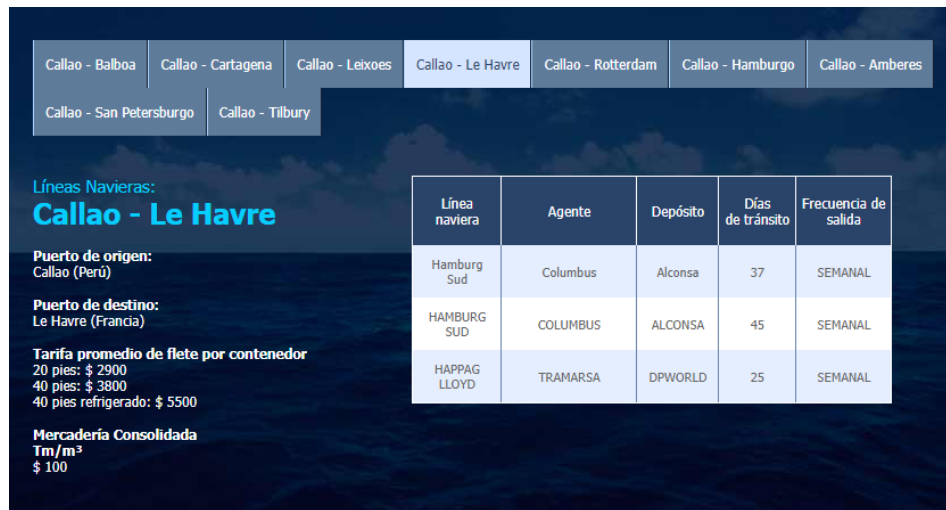 Callao - Balboa Callao - Cartagena Callao - Leixoes Callao - Le Havre Callao - Rotterdam Callao - Hamburgo Callao - Amberes
Callao - San Petersburgo Callao - Tilbury
Líneas Navieras:
Callao - Le Havre
Puerto de origen:
Callao (Perú)
Puerto de destino:
Le Havre (Francia)
Tarifa promedio de flete por contenedor
20 pies: $ 2900
40 pies: $ 3800
40 pies refrigerado: $ 5500
Mercadería Consolidada
Tm/m³
$ 100
Línea naviera Agente Depósito Días de tránsito Frecuencia de salida
Hamburg Sud Columbus Alconsa 37 SEMANAL
HAMBURG SUD COLUMBUS ALCONSA 45 SEMANAL
HAPPAG LLOYD TRAMARSA DPWORLD 25 SEMANAL